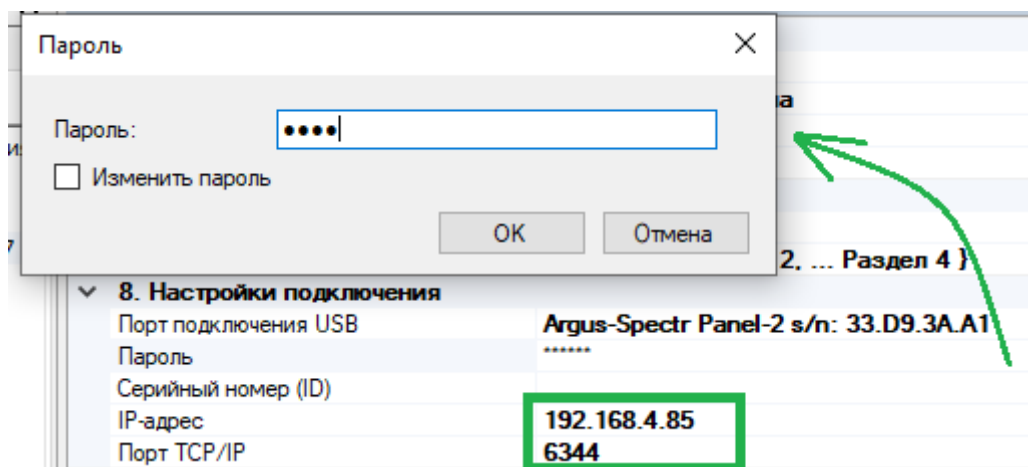 Пароль
а
Пароль:
••••
Изменить пароль
OK
Отмена
7
2, ... Раздел 4 }
8. Настройки подключения
Порт подключения USB
Argus-Spectr Panel-2 s/n: 33.D9.3A.A1
Пароль
******
Серийный номер (ID)
IP-адрес
192.168.4.85
Порт TCP/IP
6344